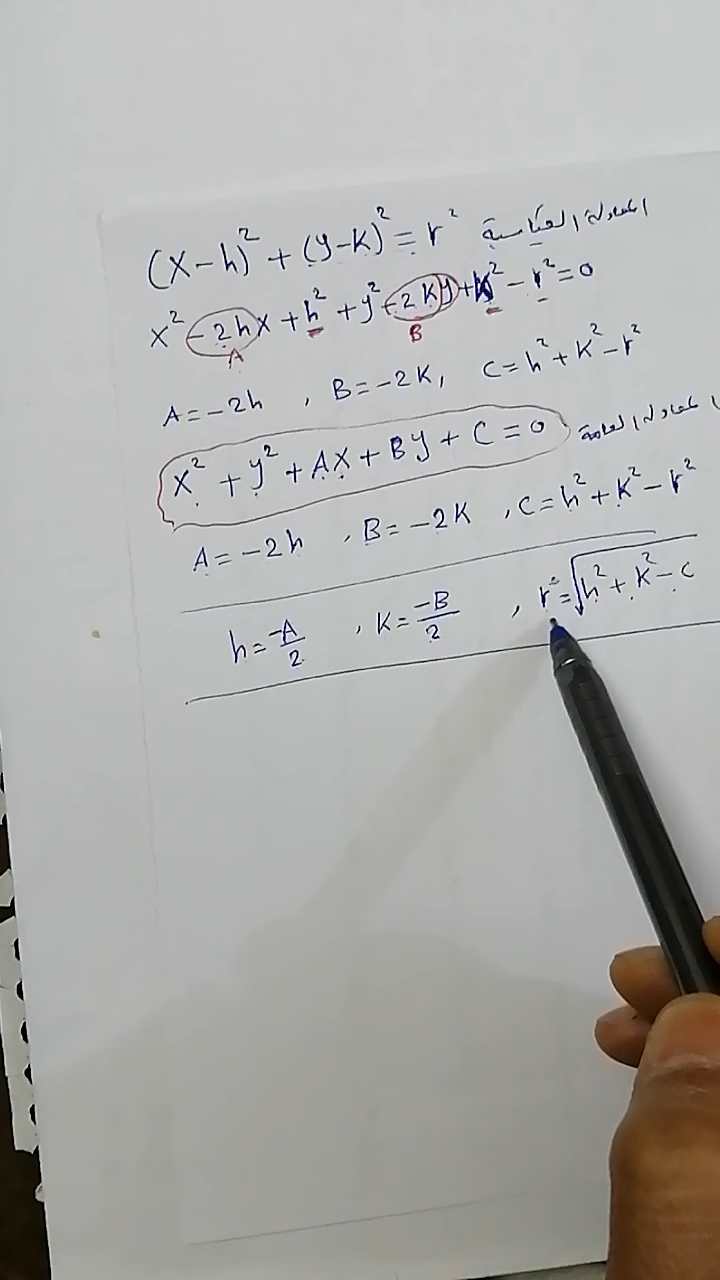 (x-h)² + (y-k)² = r² المعادلة القياسية
x² -2hx + h² + y² -2ky + k² - r² = 0
A B
A = -2h , B = -2K, C = h² + K² - r²
x² + y² + Ax + By + C = 0 المعادلة العامة
A = -2h , B = -2K , C = h² + K² - r²
h = -A/2 , K = -B/2 , r = √h² + K² - C